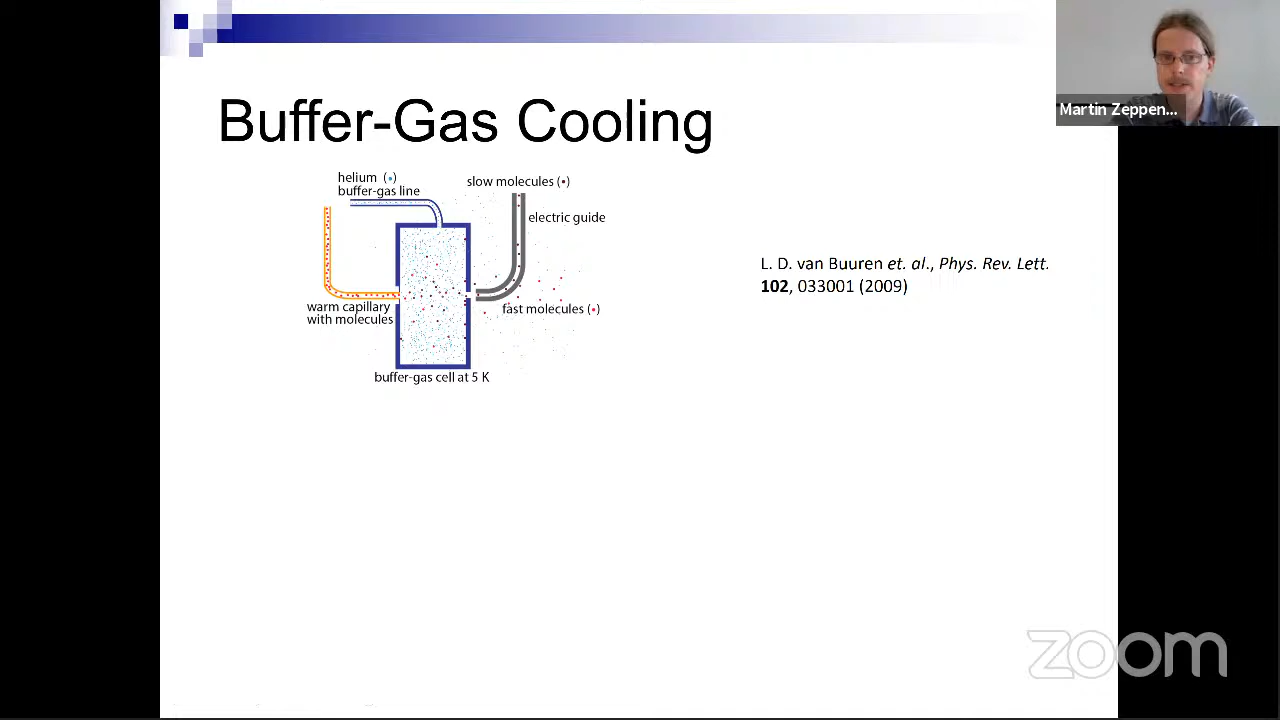 Martin Zeppen...
Buffer-Gas Cooling
helium (•)
buffer-gas line
slow molecules (•)
electric guide
L. D. van Buuren et. al., Phys. Rev. Lett.
102, 033001 (2009)
warm capillary
with molecules
fast molecules (•)
buffer-gas cell at 5 K
zoom